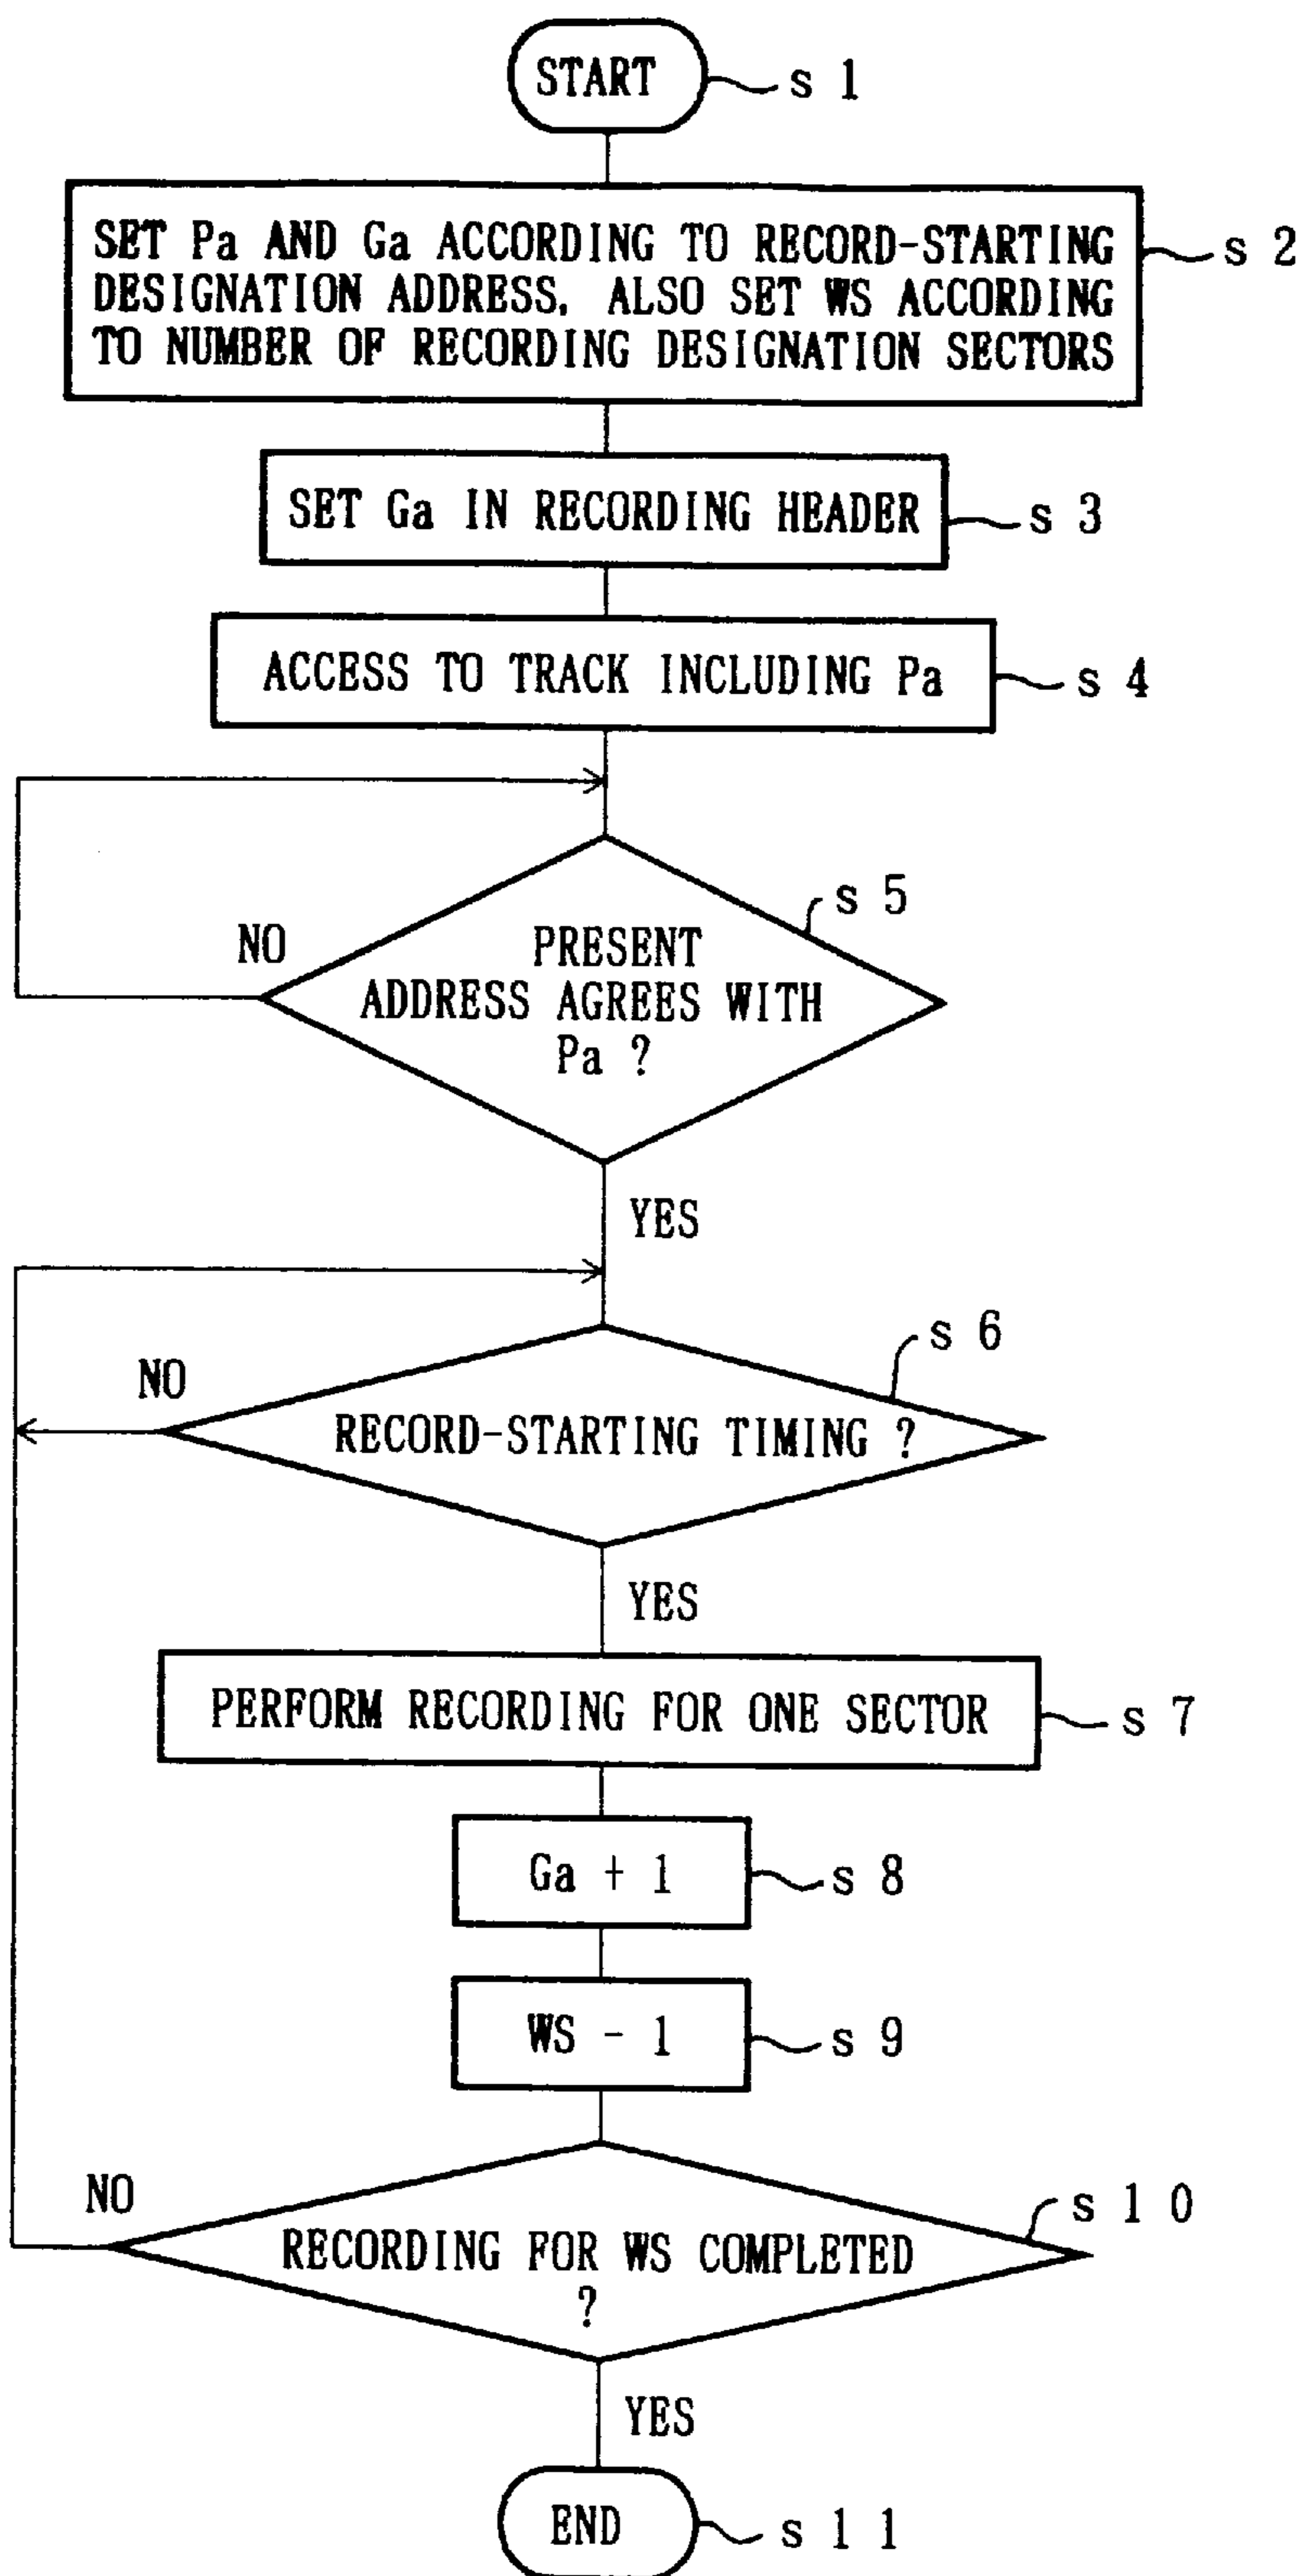 START
s 1
SET Pa AND Ga ACCORDING TO RECORD-STARTING
DESIGNATION ADDRESS. ALSO SET WS ACCORDING
TO NUMBER OF RECORDING DESIGNATION SECTORS
s 2
SET Ga IN RECORDING HEADER
s 3
ACCESS TO TRACK INCLUDING Pa
s 4
s 5
NO
PRESENT
ADDRESS AGREES WITH
Pa ?
YES
s 6
NO
RECORD-STARTING TIMING ?
YES
PERFORM RECORDING FOR ONE SECTOR
s 7
Ga + 1
s 8
WS - 1
s 9
NO
s 1 0
RECORDING FOR WS COMPLETED
?
YES
END
s 1 1